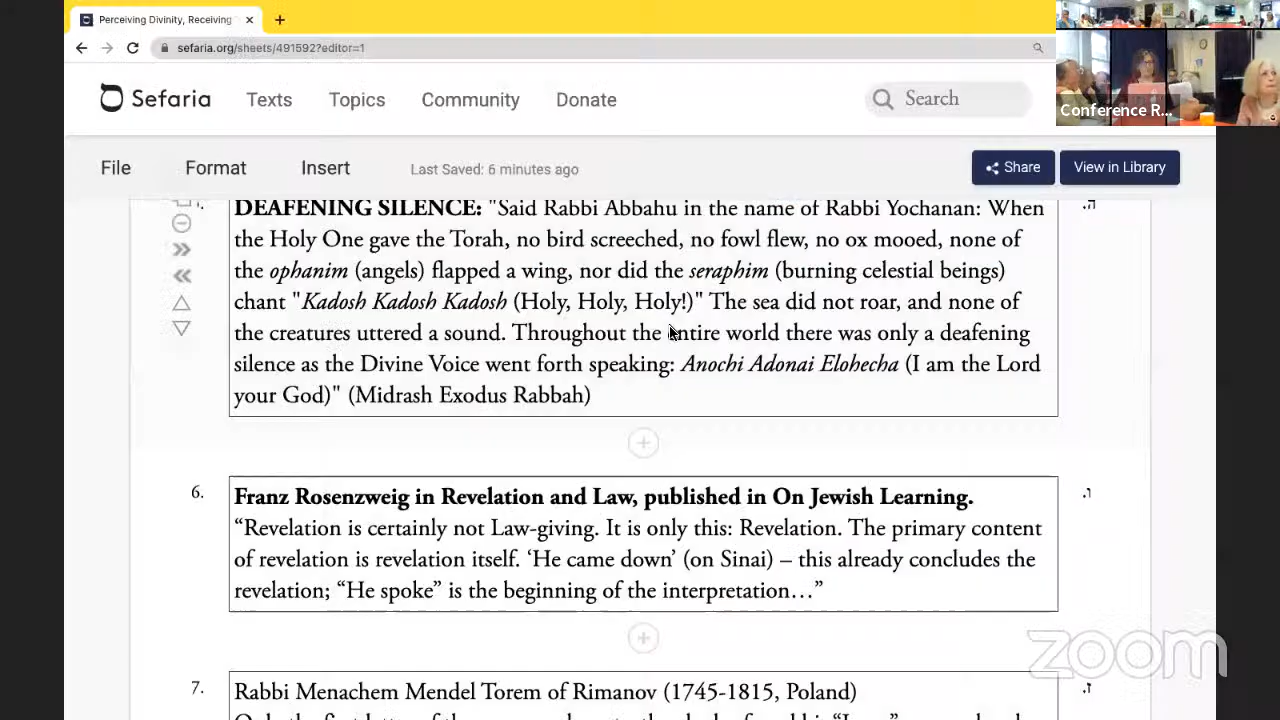 Perceiving Divinity, Receiving
sefaria.org/sheets/491592?editor=1
Sefaria Texts Topics Community Donate Search
Conference R...
File Format Insert Last Saved: 6 minutes ago Share View in Library
DEAFENING SILENCE: "Said Rabbi Abbahu in the name of Rabbi Yochanan: When ה.
the Holy One gave the Torah, no bird screeched, no fowl flew, no ox mooed, none of
the ophanim (angels) flapped a wing, nor did the seraphim (burning celestial beings)
chant "Kadosh Kadosh Kadosh (Holy, Holy, Holy!)" The sea did not roar, and none of
the creatures uttered a sound. Throughout the entire world there was only a deafening
silence as the Divine Voice went forth speaking: Anochi Adonai Elohecha (I am the Lord
your God)" (Midrash Exodus Rabbah)
6. Franz Rosenzweig in Revelation and Law, published in On Jewish Learning. ו.
“Revelation is certainly not Law-giving. It is only this: Revelation. The primary content
of revelation is revelation itself. ‘He came down’ (on Sinai) – this already concludes the
revelation; “He spoke” is the beginning of the interpretation…”
zoom
7. Rabbi Menachem Mendel Torem of Rimanov (1745-1815, Poland) ז.